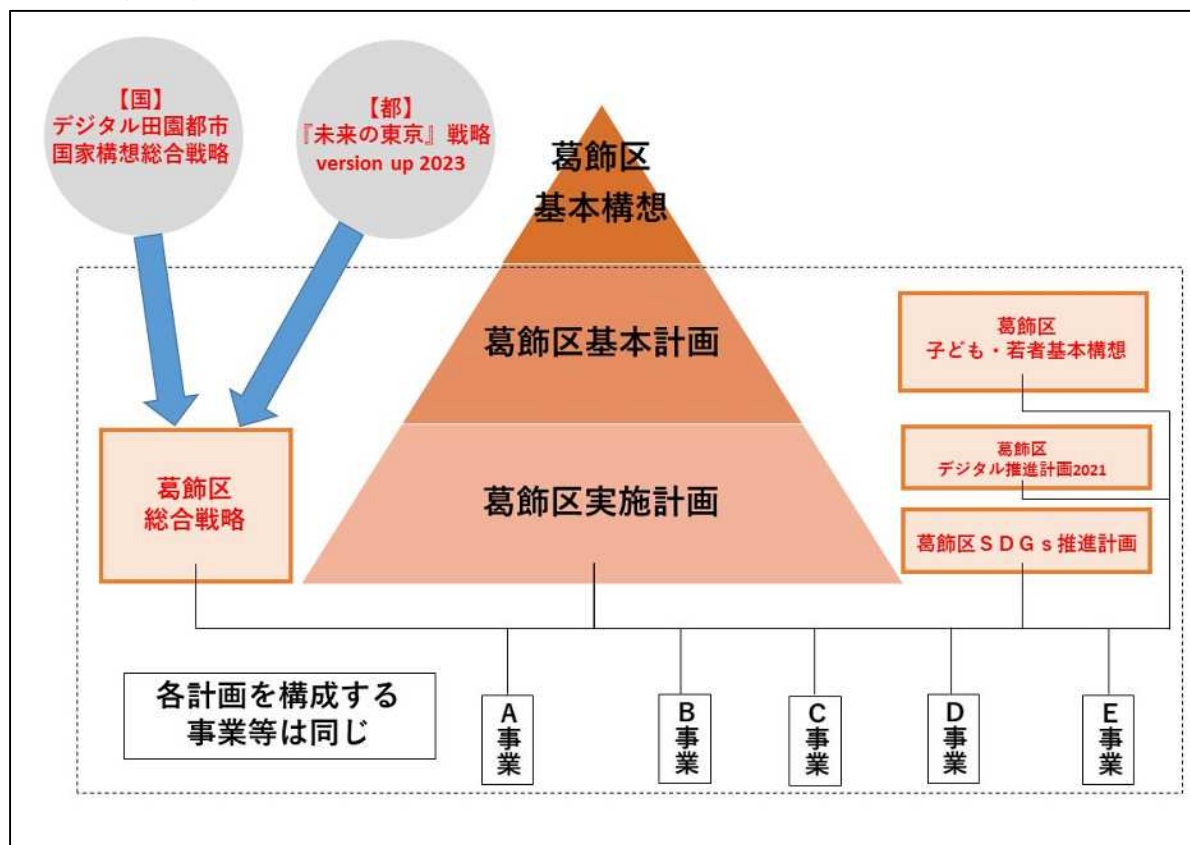 【国】
デジタル田園都市
国家構想総合戦略
【都】
『未来の東京』戦略
version up 2023
葛飾区
基本構想
葛飾区基本計画
葛飾区実施計画
葛飾区
総合戦略
葛飾区
子ども・若者基本構想
葛飾区
デジタル推進計画2021
葛飾区ＳＤＧｓ推進計画
各計画を構成する
事業等は同じ
Ａ事業
Ｂ事業
Ｃ事業
Ｄ事業
Ｅ事業